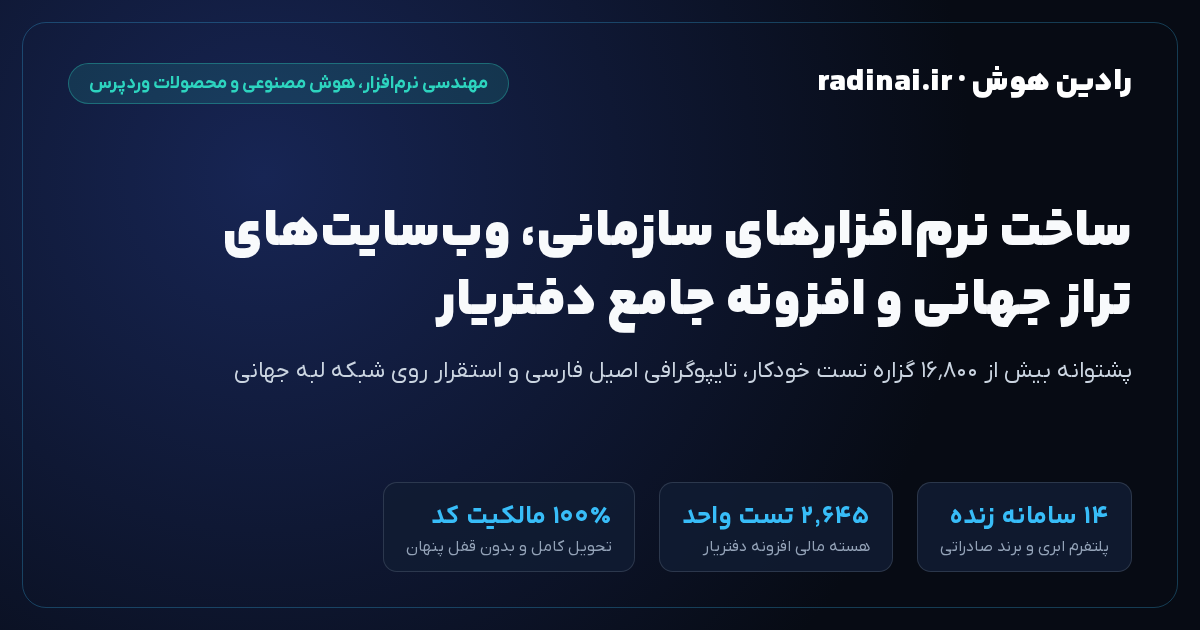 رادین هوش · radinai.ir
مهندسی نرم‌افزار، هوش مصنوعی و محصولات وردپرس
ساخت نرم‌افزارهای سازمانی، وب‌سایت‌های
تراز جهانی و افزونه جامع دفتریار
پشتوانه بیش از ۱۶٬۸۰۰ گزاره تست خودکار، تایپوگرافی اصیل فارسی و استقرار روی شبکه لبه جهانی
۱۴ سامانه زنده
پلتفرم ابری و برند صادراتی
۲,۶۴۵ تست واحد
هسته مالی افزونه دفتریار
۱۰۰% مالکیت کد
تحویل کامل و بدون قفل پنهان